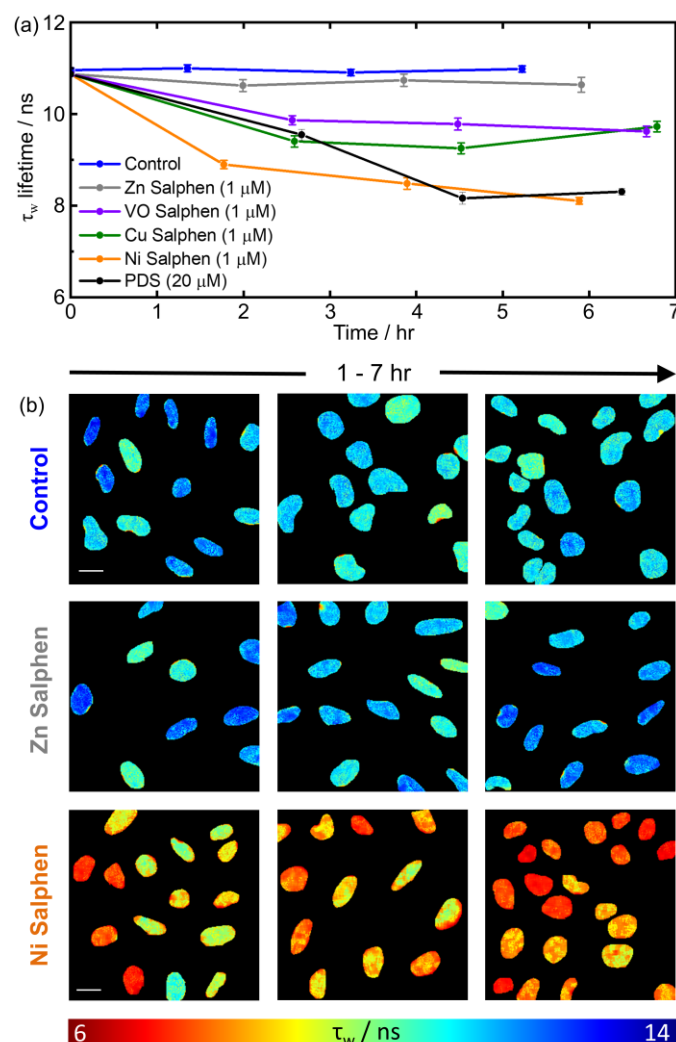 (a)
12
10
8
6
τw lifetime / ns
Control
Zn Salphen (1 μM)
VO Salphen (1 μM)
Cu Salphen (1 μM)
Ni Salphen (1 μM)
PDS (20 μM)
0 1 2 3 4 5 6 7
Time / hr
1 - 7 hr
(b)
Control
Zn Salphen
Ni Salphen
6 τw / ns 14